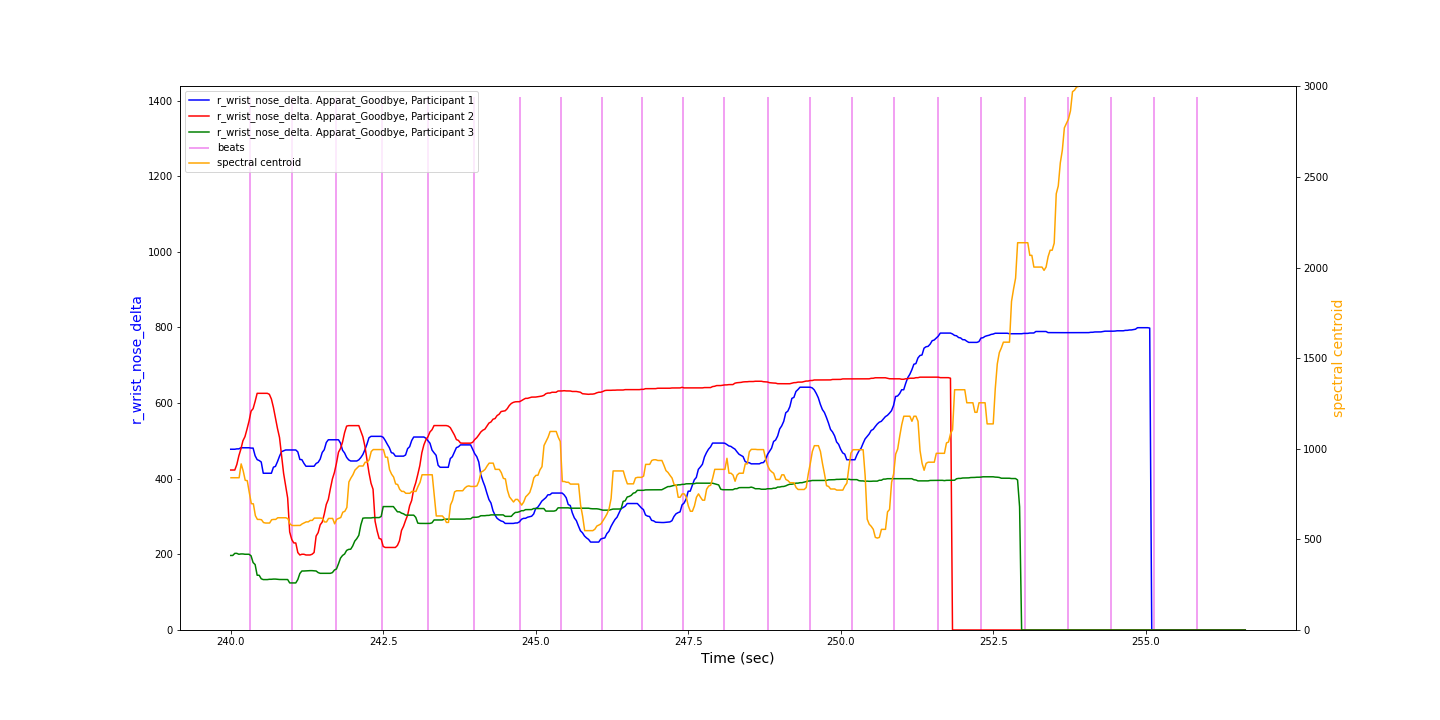 r_wrist_nose_delta. Apparat_Goodbye, Participant 1
r_wrist_nose_delta. Apparat_Goodbye, Participant 2
r_wrist_nose_delta. Apparat_Goodbye, Participant 3
beats
spectral centroid
1400
1200
1000
800
600
400
200
0
r_wrist_nose_delta
3000
2500
2000
1500
1000
500
0
spectral centroid
240.0
242.5
245.0
247.5
250.0
252.5
255.0
Time (sec)